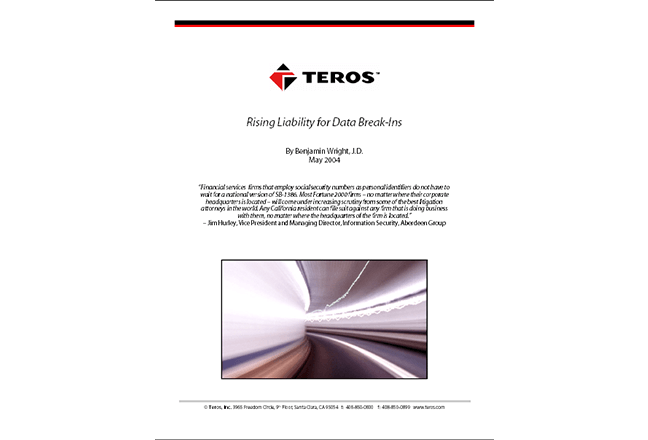 TEROS™
Rising Liability for Data Break-Ins
By Benjamin Wright, J.D.
May 2004
"Financial services firms that employ social security numbers as personal identifiers do not have to
wait for a national version of SB-1386. Most Fortune 2000 firms – no matter where their corporate
headquarters is located – will come under increasing scrutiny from some of the best litigation
attorneys in the world. Any California resident can file suit against any firm that is doing business
with them, no matter where the headquarters of the firm is located."
– Jim Hurley, Vice President and Managing Director, Information Security, Aberdeen Group
© Teros, Inc. 3965 Freedom Circle, 9th Floor, Santa Clara, CA 95054 t: 408-850-0800 f: 408-850-0890 www.teros.com